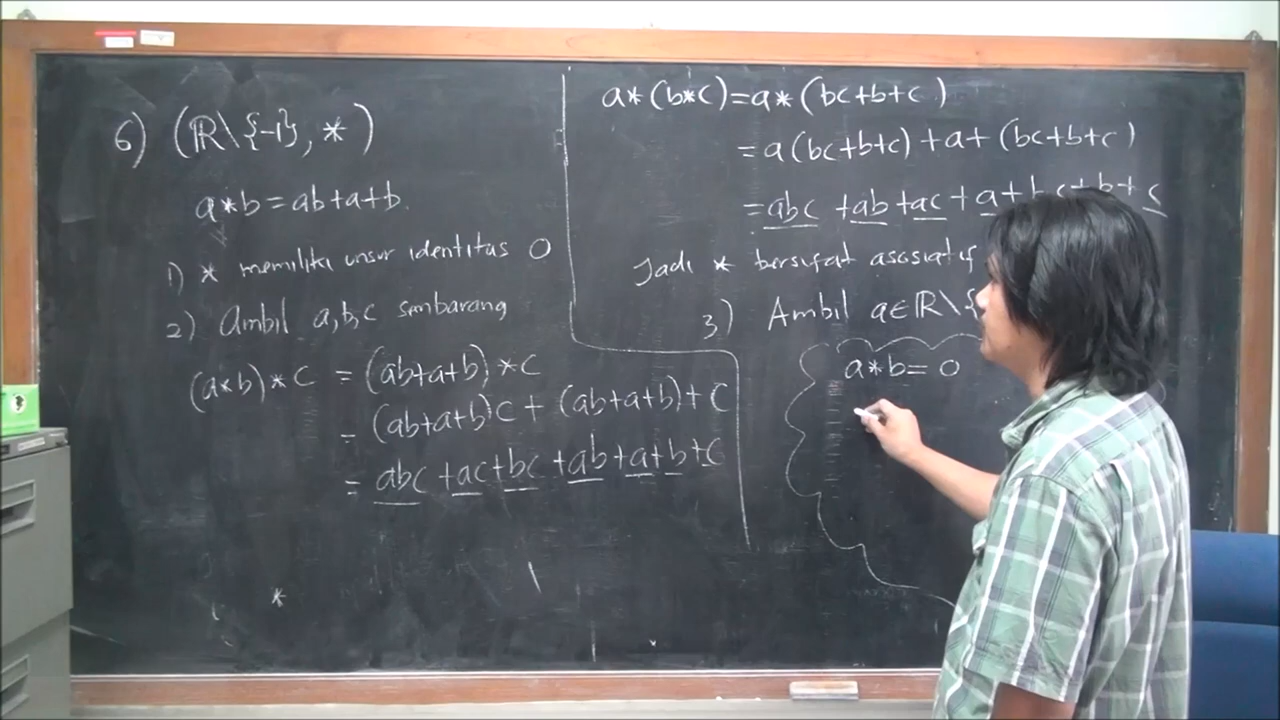 6) (ℝ\{-1}, *)
a*b=ab+a+b.
1) * memiliki unsur identitas 0
2) Ambil a,b,c sembarang
(a*b)*c = (ab+a+b)*c
= (ab+a+b)c + (ab+a+b)+c
= abc +ac+bc +ab+a+b+c
*
a*(b*c)=a*(bc+b+c)
=a(bc+b+c)+a+(bc+b+c)
=abc +ab+ac+a+bc+b+c
Jadi * bersifat asosiatif
3) Ambil a∈ℝ\{
a*b=0